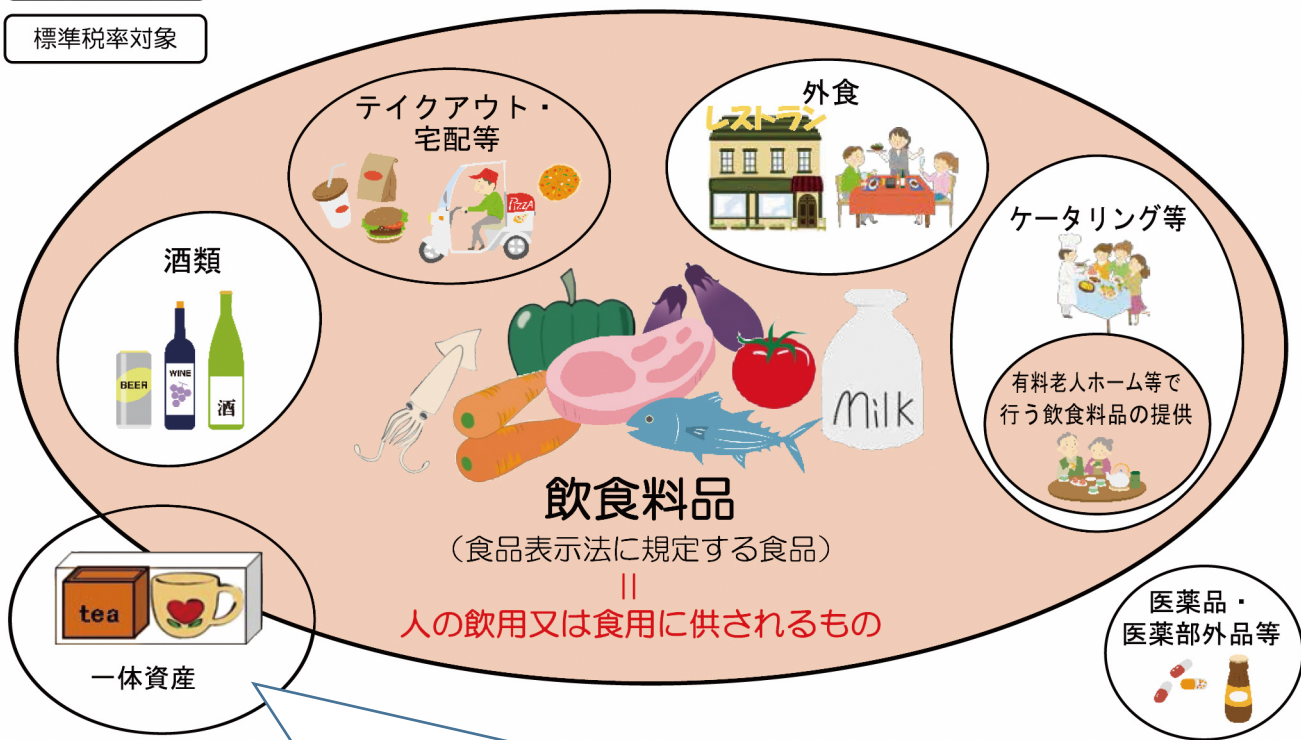 標準税率対象
テイクアウト・
宅配等
PIZZA
外食
レストラン
ケータリング等
有料老人ホーム等で
行う飲食料品の提供
酒類
BEER
WINE
酒
Milk
飲食料品
(食品表示法に規定する食品)
||
人の飲用又は食用に供されるもの
tea
一体資産
医薬品・
医薬部外品等